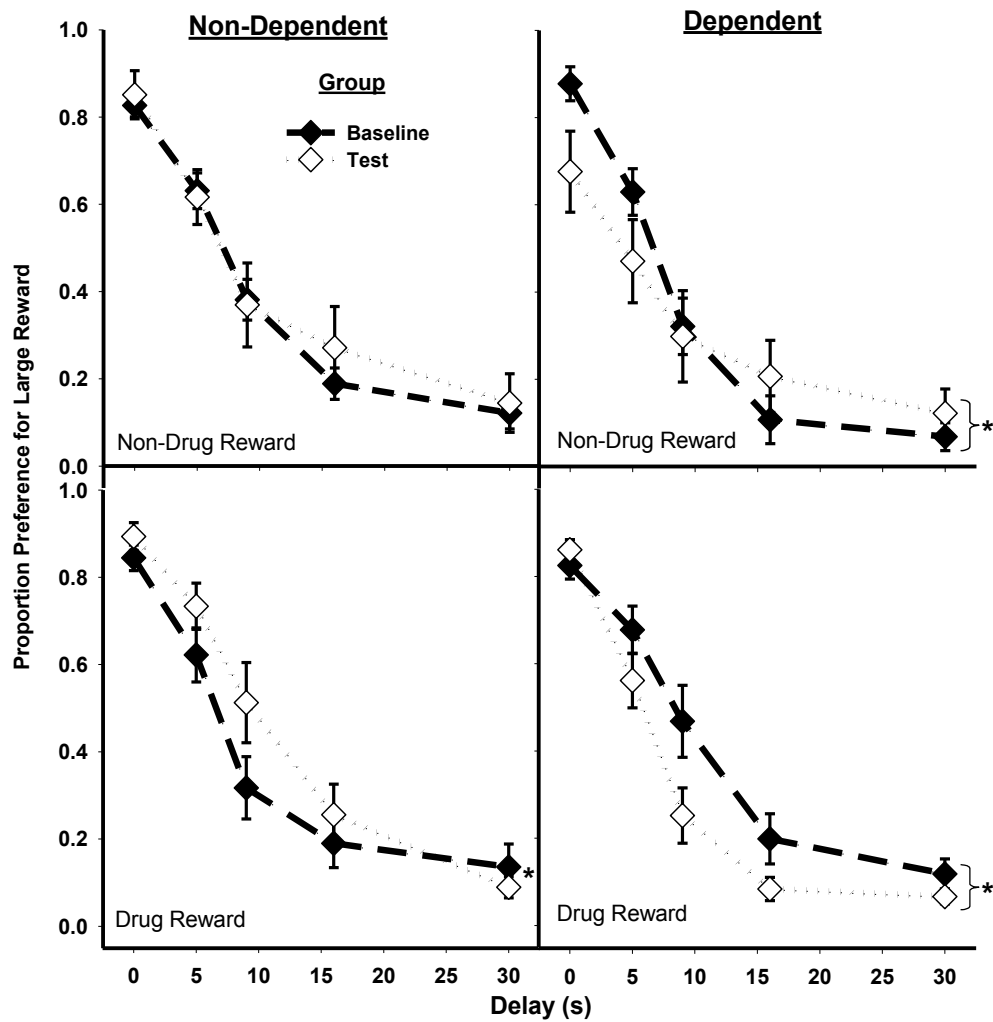 Non-Dependent
Dependent
Group
Baseline
Test
Proportion Preference for Large Reward
1.0
0.8
0.6
0.4
0.2
0.0
Non-Drug Reward
Non-Drug Reward
*
1.0
0.8
0.6
0.4
0.2
0.0
Drug Reward
*
Drug Reward
*
0 5 10 15 20 25 30
0 5 10 15 20 25 30
Delay (s)